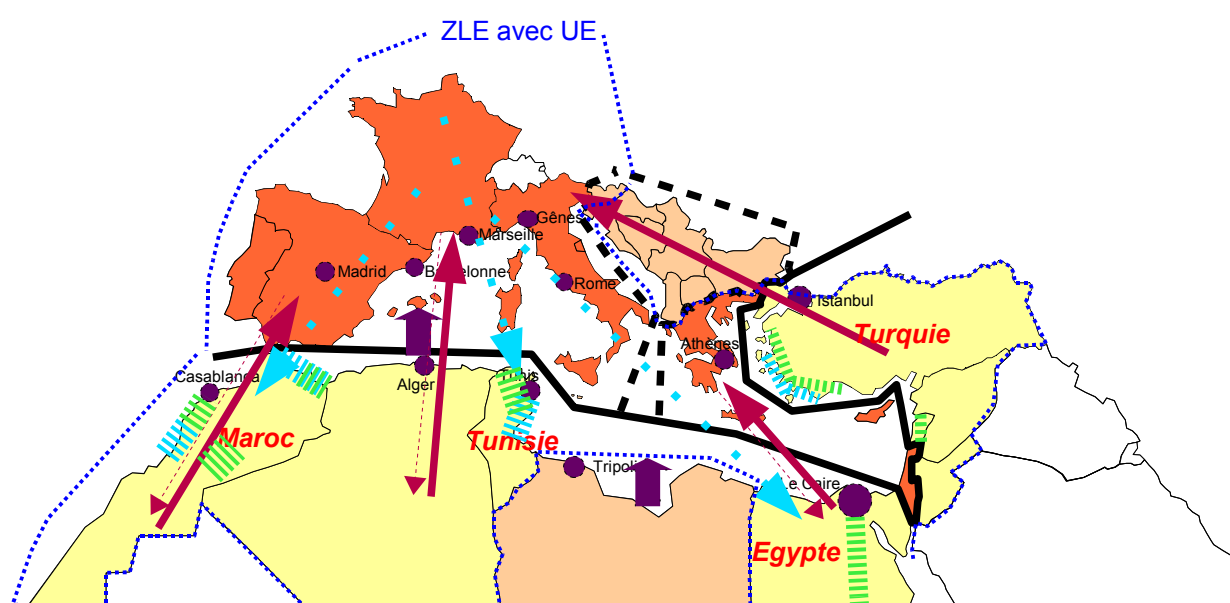 ZLE avec UE
Gênes
Marseille
Madrid
Barcelonne
Rome
Istanbul
Turquie
Athènes
Casablanca
Alger
Tunis
Maroc
Tunisie
Tripoli
Le Caire
Egypte